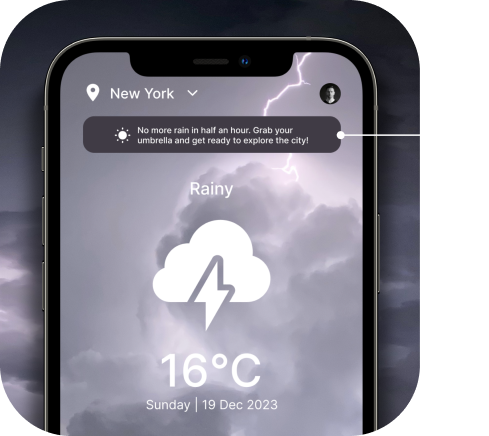 New York
No more rain in half an hour. Grab your
umbrella and get ready to explore the city!
Rainy
16°C
Sunday | 19 Dec 2023